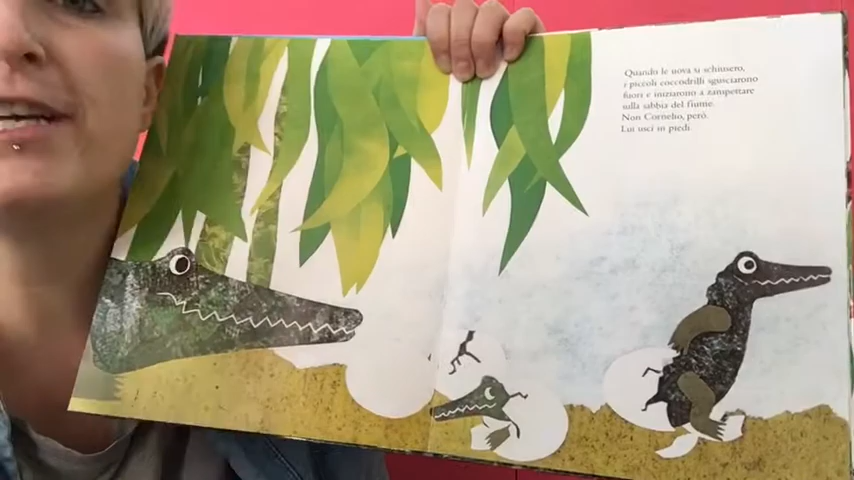 Quando le uova si schiusero,
i piccoli coccodrilli sgusciarono
fuori e iniziarono a zampettare
sulla sabbia del fiume.
Non Cornelio, però.
Lui uscì in piedi.